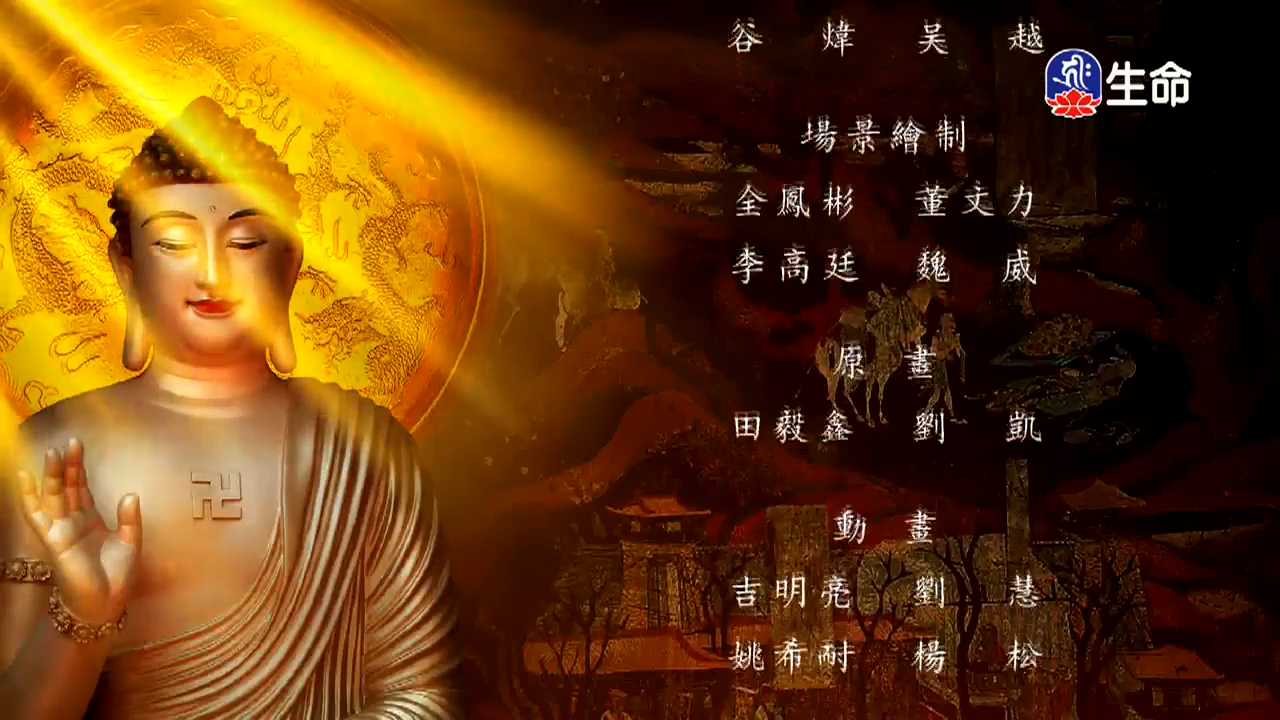 谷煒 吴越
生命
場景繪制
全鳳彬 董文力
李高廷 魏威
原畫
田毅鑫 劉凱
動畫
吉明亮 劉慧
姚希耐 楊松